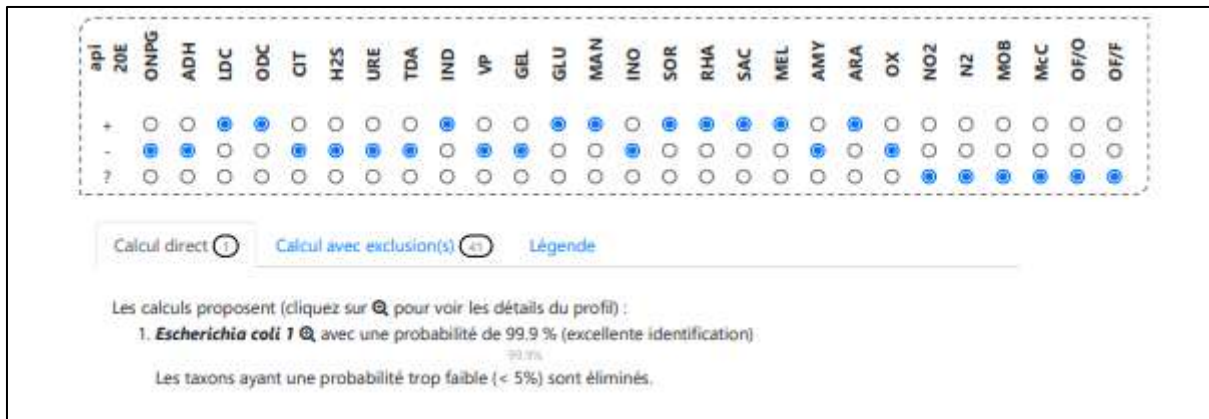 api 20E ONPG ADH LDC ODC CIT H2S URE TDA IND VP GEL GLU MAN INO SOR RHA SAC MEL AMY ARA OX NO2 N2 MOB McC OF/O OF/F
+
-
?
Calcul direct 1 Calcul avec exclusion(s) 41 Légende
Les calculs proposent (cliquez sur pour voir les détails du profil) :
1. Escherichia coli 1 avec une probabilité de 99.9 % (excellente identification)
99.9%
Les taxons ayant une probabilité trop faible (< 5%) sont éliminés.